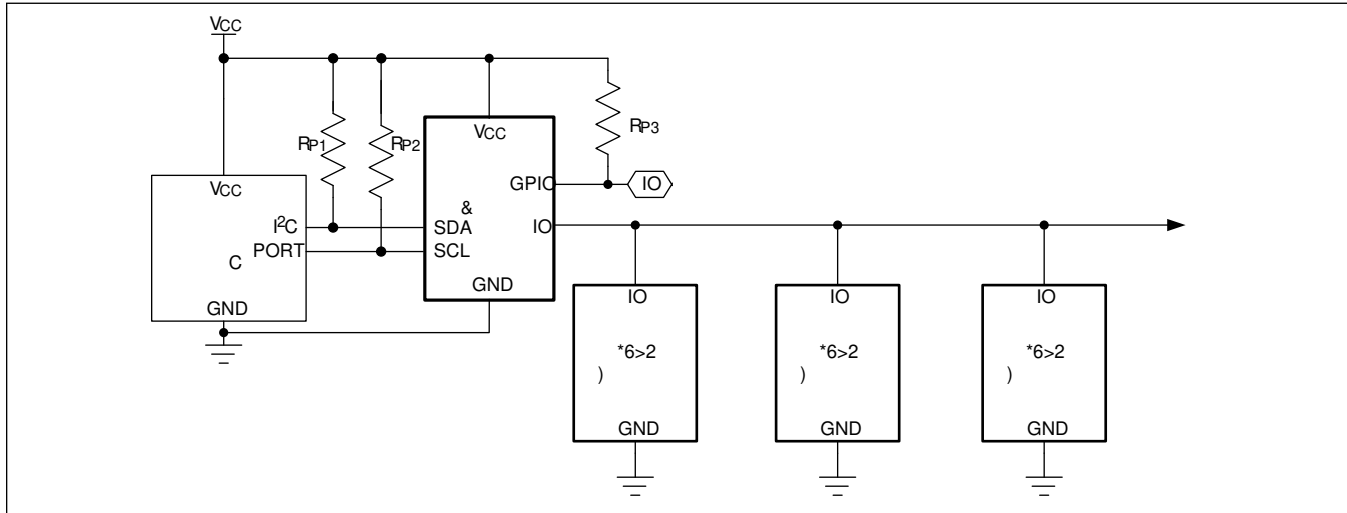 VCC
RP1
RP2
RP3
VCC
VCC
GPIO
IO
&
I²C
SDA
IO
PORT
SCL
C
GND
GND
IO
IO
IO
*6>2
*6>2
*6>2
)
)
)
GND
GND
GND